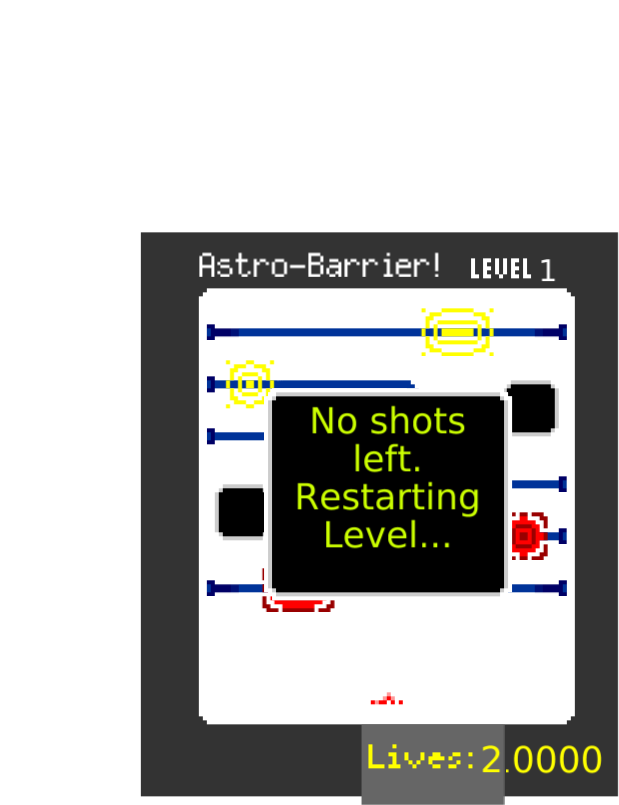 Astro-Barrier! LEVEL 1
No shots
left.
Restarting
Level...
Lives:2.0000